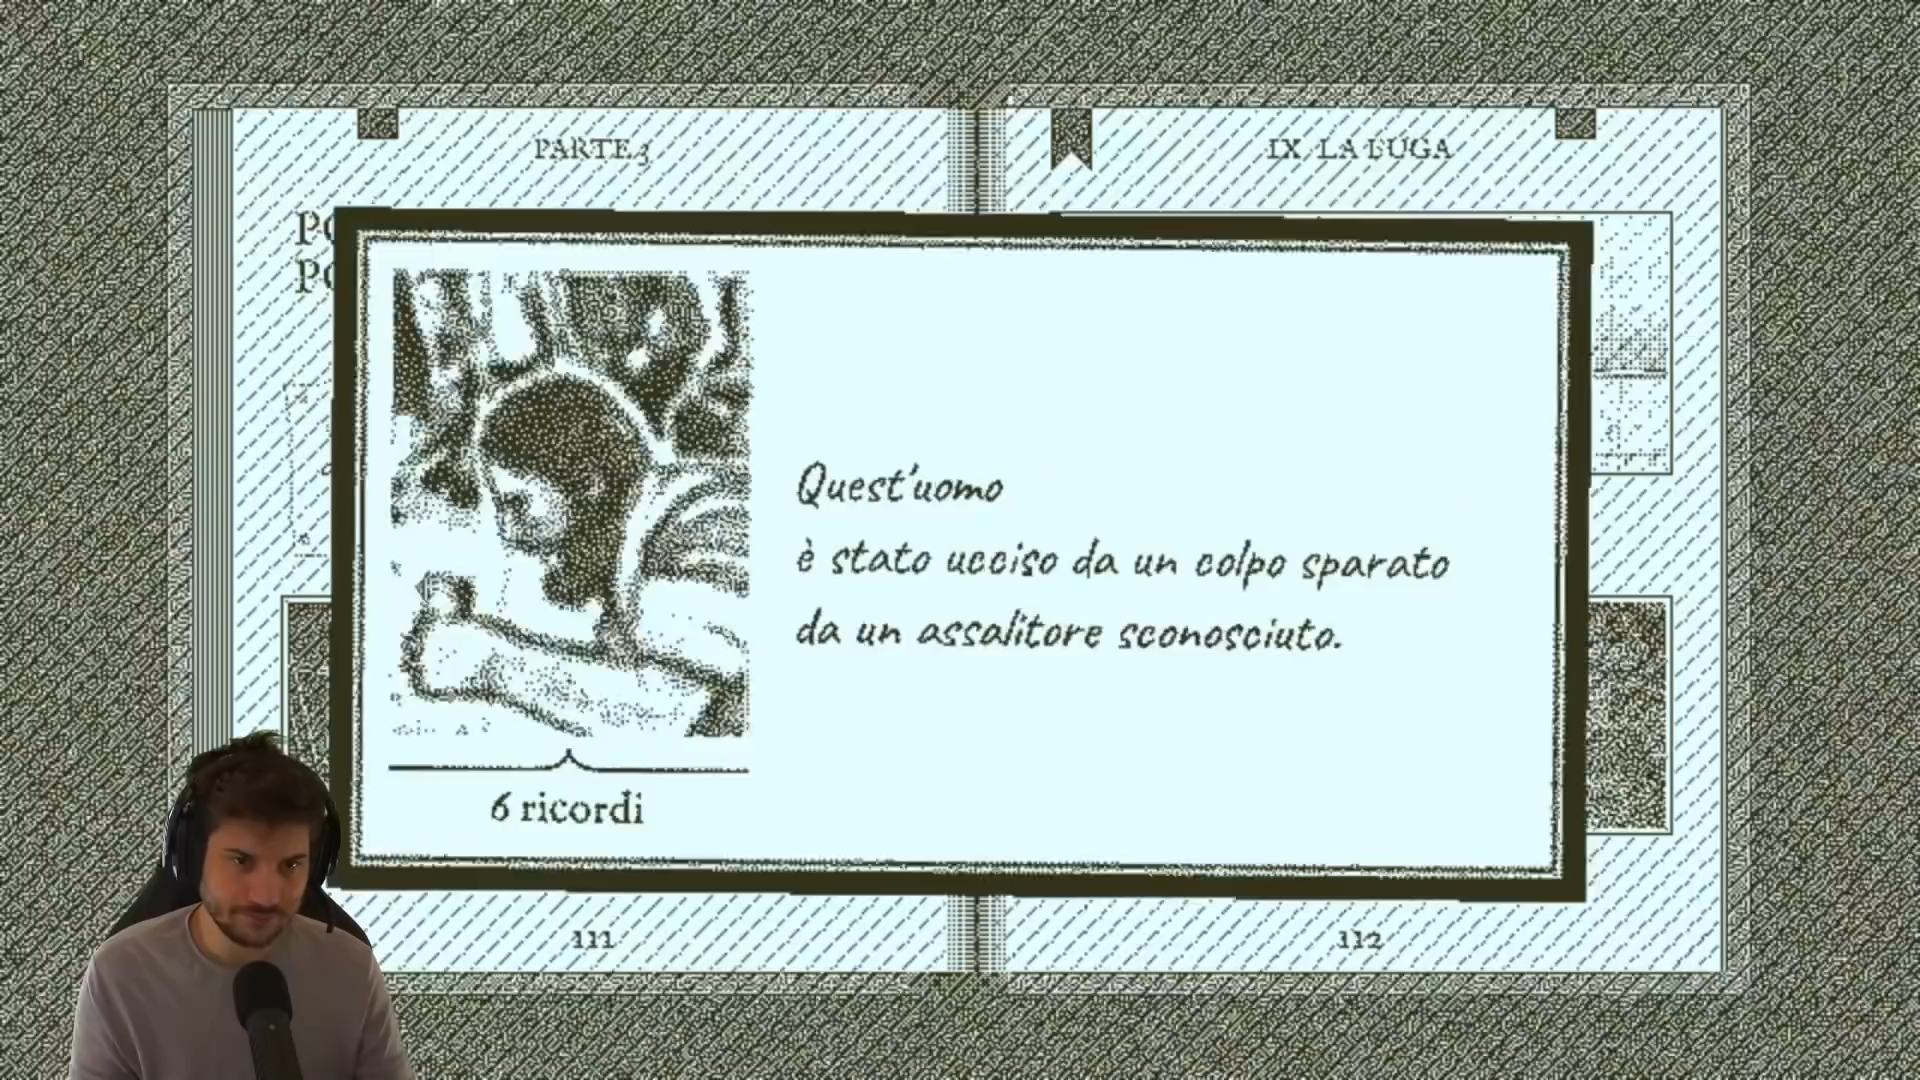 PARTE 3
IX. LA FUGA
Quest'uomo
è stato ucciso da un colpo sparato
da un assalitore sconosciuto.
6 ricordi
111
112